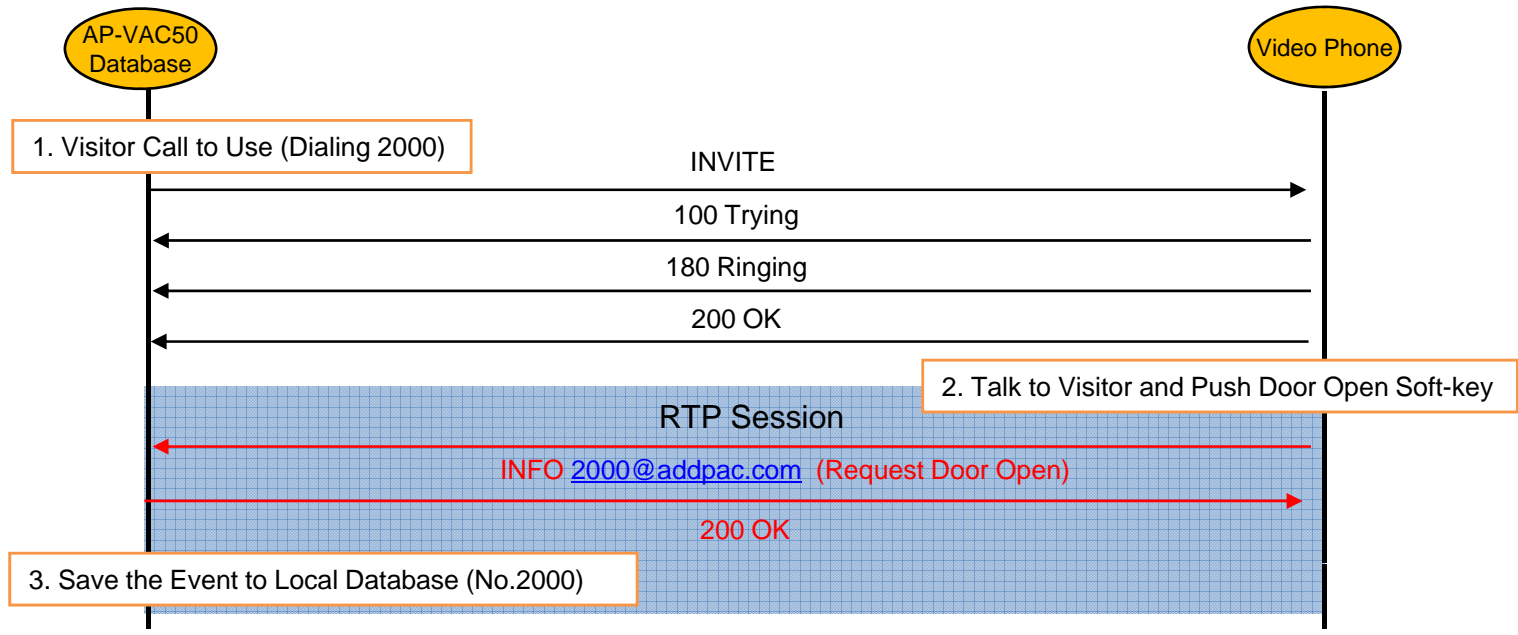 AP-VAC50
Database
Video Phone
1. Visitor Call to Use (Dialing 2000)
INVITE
100 Trying
180 Ringing
200 OK
2. Talk to Visitor and Push Door Open Soft-key
RTP Session
INFO 2000@addpac.com (Request Door Open)
200 OK
3. Save the Event to Local Database (No.2000)